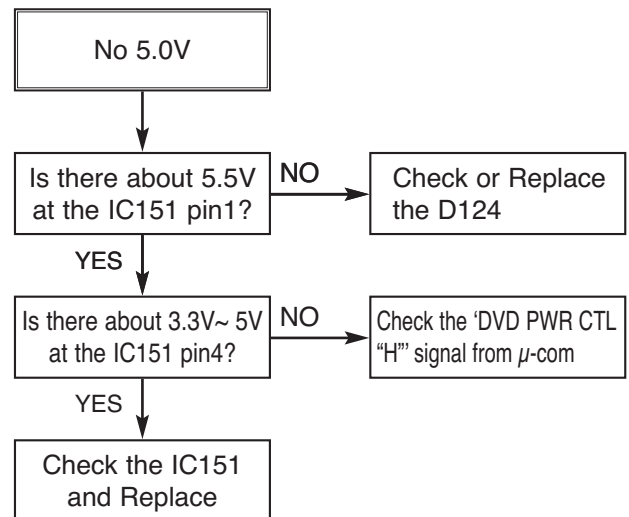 No 5.0V
Is there about 5.5V
at the IC151 pin1?
NO
Check or Replace
the D124
YES
Is there about 3.3V~ 5V
at the IC151 pin4?
NO
Check the ‘DVD PWR CTL
“H”’ signal from µ-com
YES
Check the IC151
and Replace